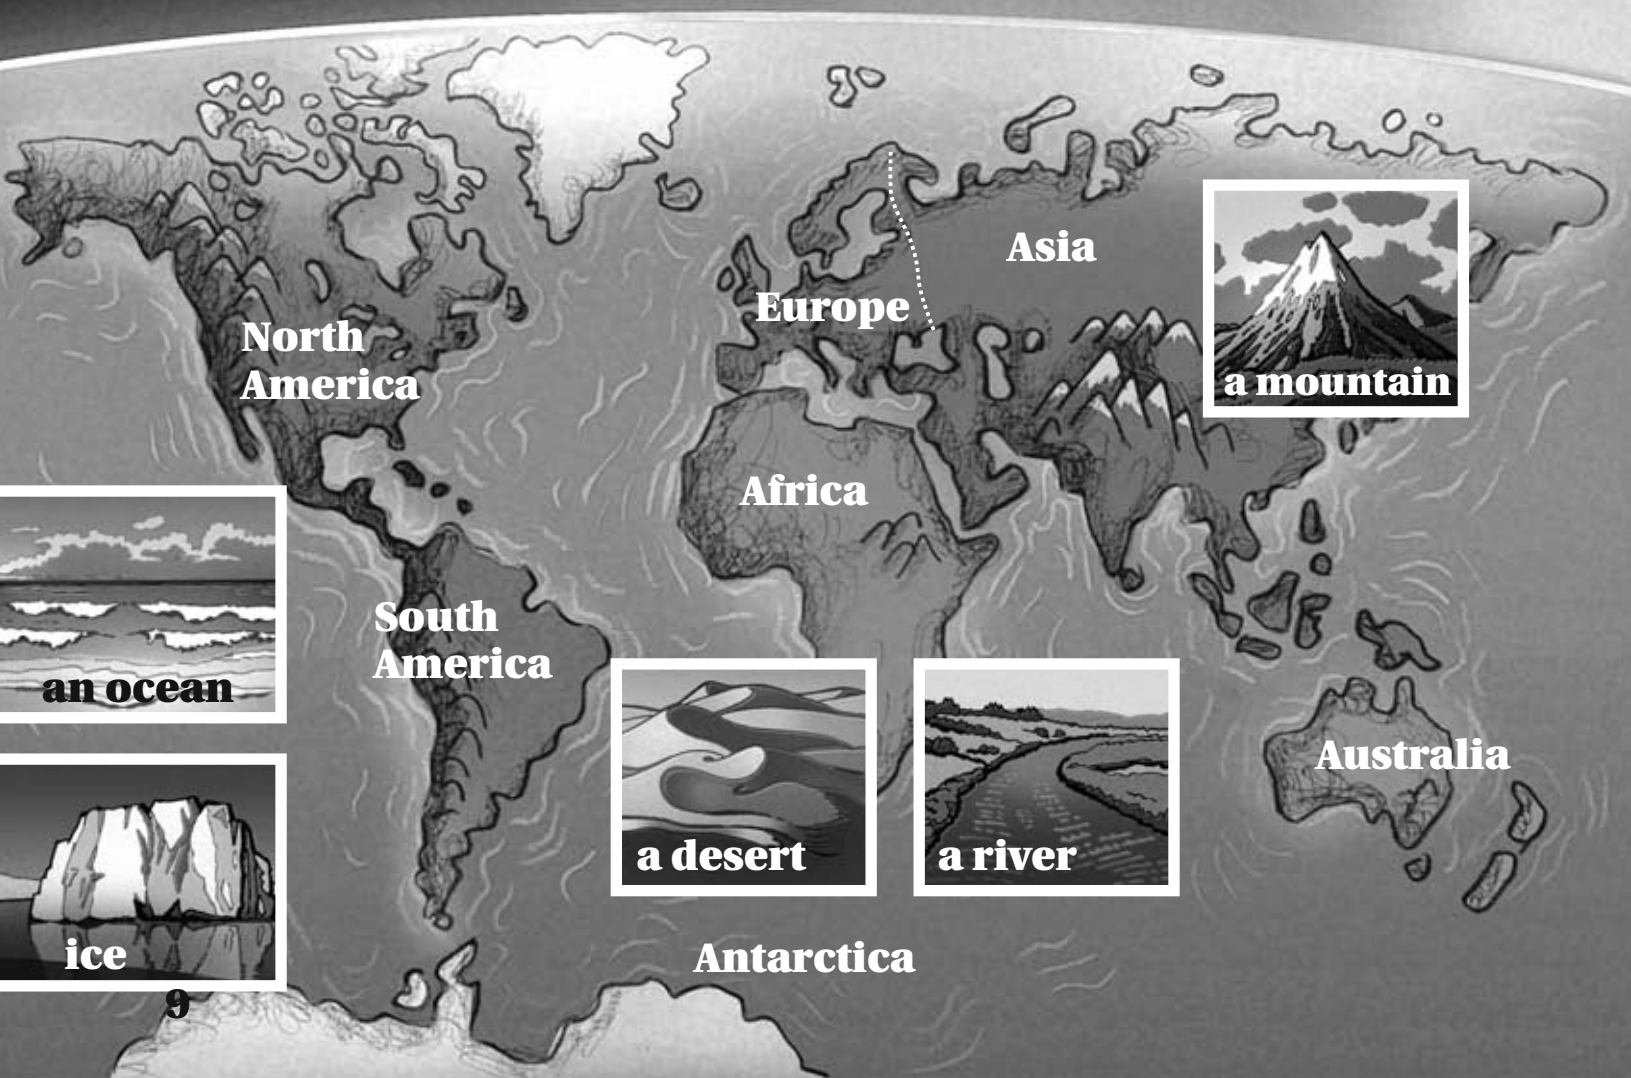 Asia
Europe
North
America
a mountain
Africa
South
America
an ocean
Australia
a desert
a river
ice
Antarctica
9